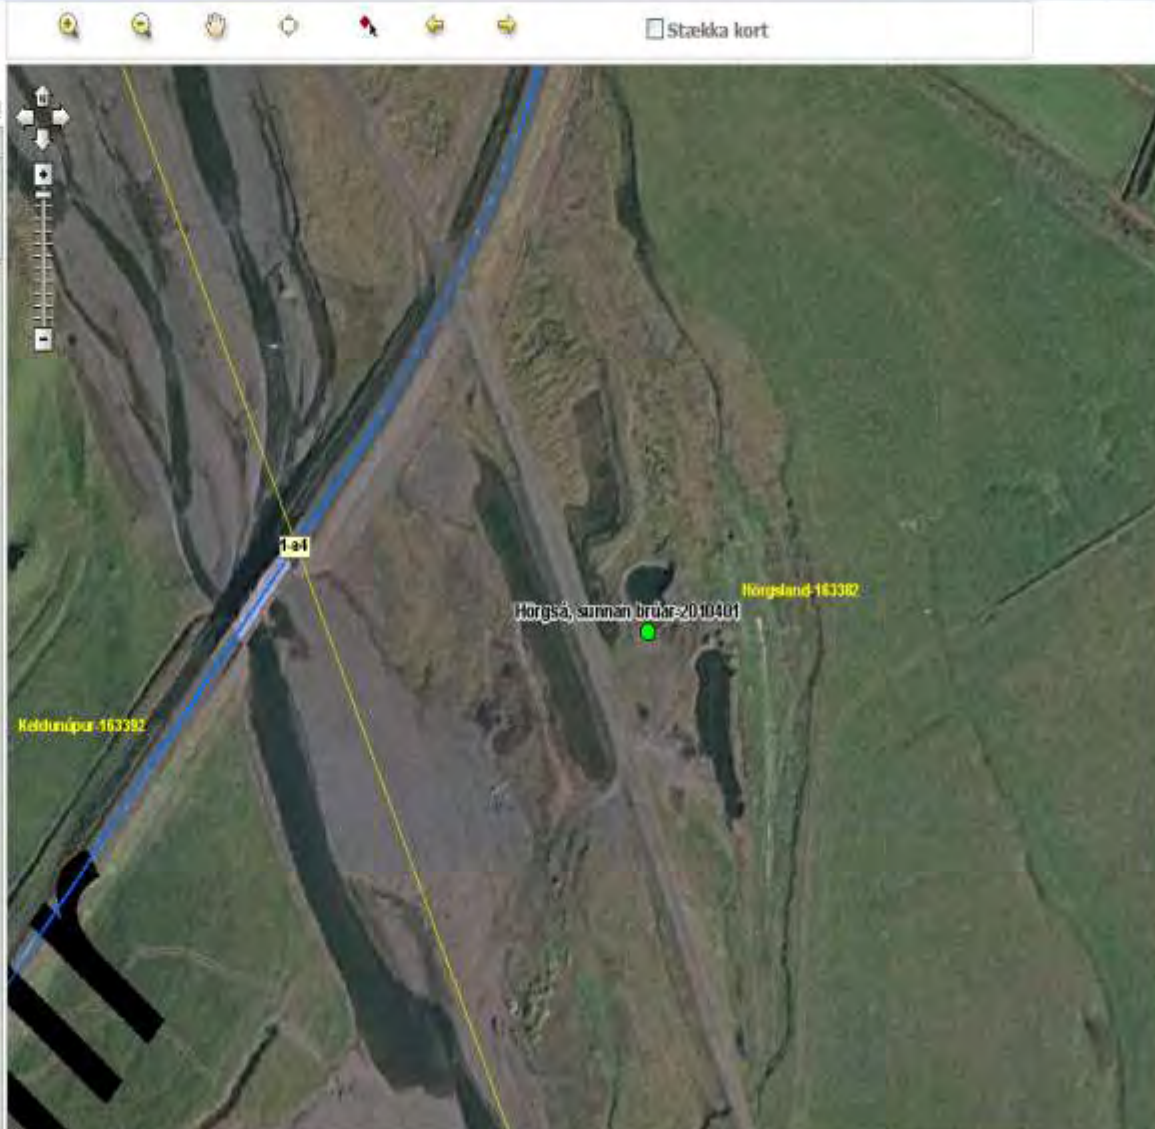 Stækka kort
1-a4
Hörgsland-163382
Hörgsá, sunnan brúar-2010401
Keldunúpur-163392